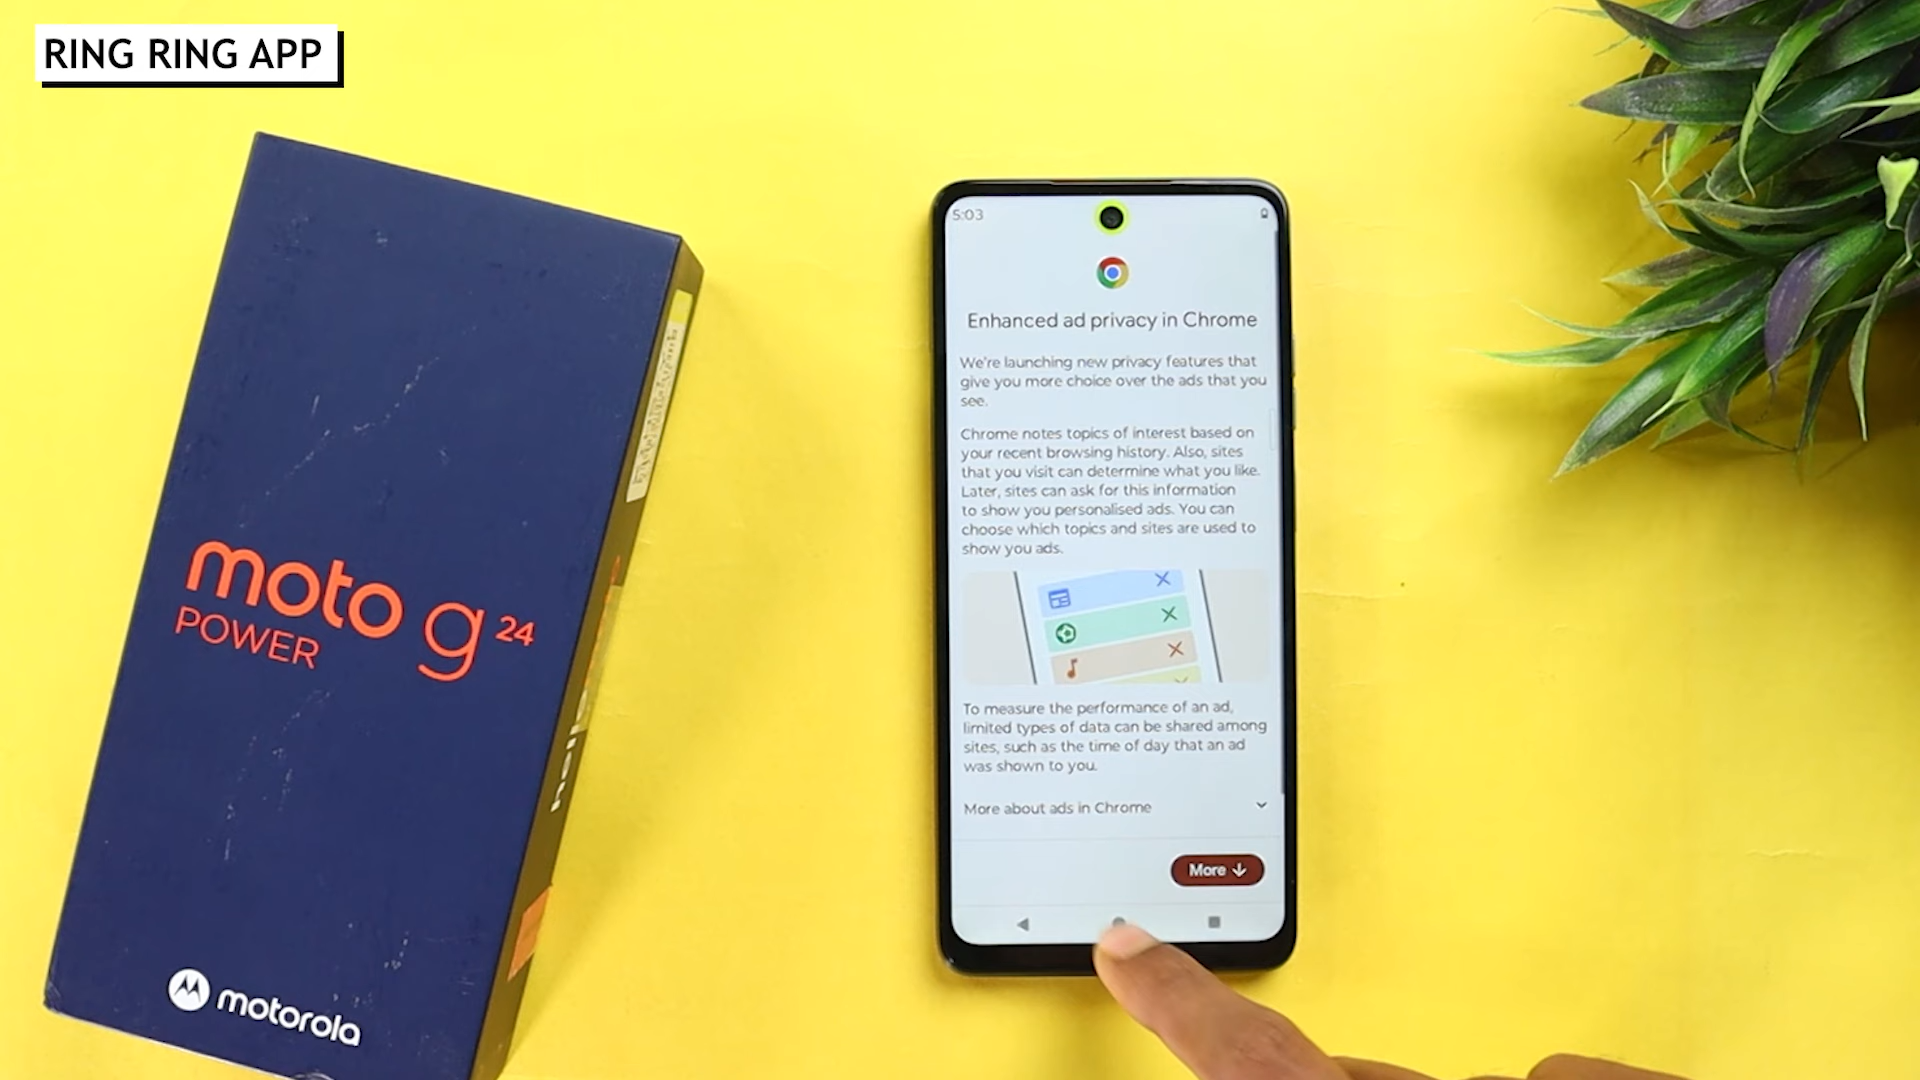 RING RING APP
moto g 24
POWER
motorola
hellomoto
5:03
Enhanced ad privacy in Chrome
We're launching new privacy features that
give you more choice over the ads that you
see.
Chrome notes topics of interest based on
your recent browsing history. Also, sites
that you visit can determine what you like.
Later, sites can ask for this information
to show you personalised ads. You can
choose which topics and sites are used to
show you ads.
To measure the performance of an ad,
limited types of data can be shared among
sites, such as the time of day that an ad
was shown to you.
More about ads in Chrome
More